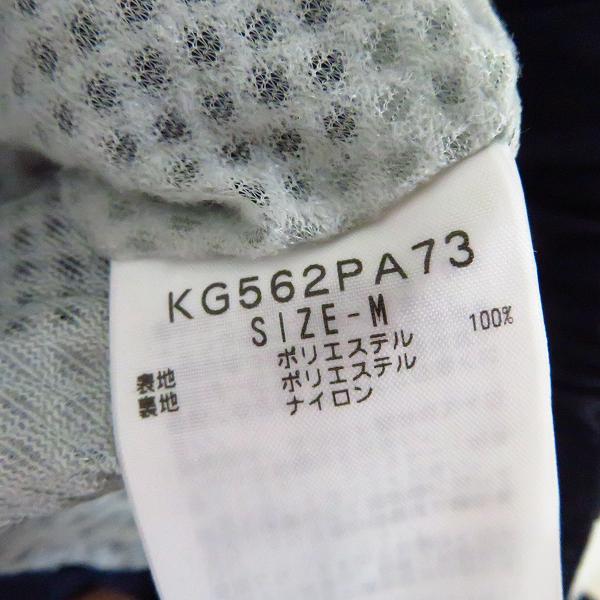 KG562PA73
SIZE-M
ポリエステル 100%
表地 ポリエステル
裏地 ナイロン